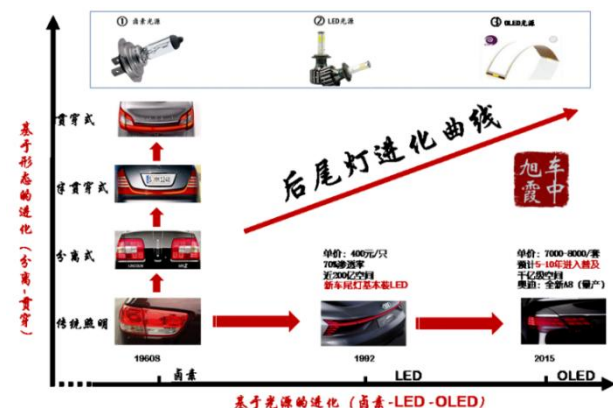 ① 卤素光源
② LED光源
③ OLED光源
基于形态的进化（分离-贯穿）
贯穿式
半贯穿式
分离式
传统照明
后尾灯进化曲线
车中旭霞
单价：400元/只
70%渗透率
近200亿空间
新车尾灯基本被LED
单价：7000-8000/套
预计5-10年进入普及
千亿级空间
奥迪：全新A8（量产）
1960S
1992
2015
卤素
LED
OLED
基于光源的进化（卤素-LED-OLED）